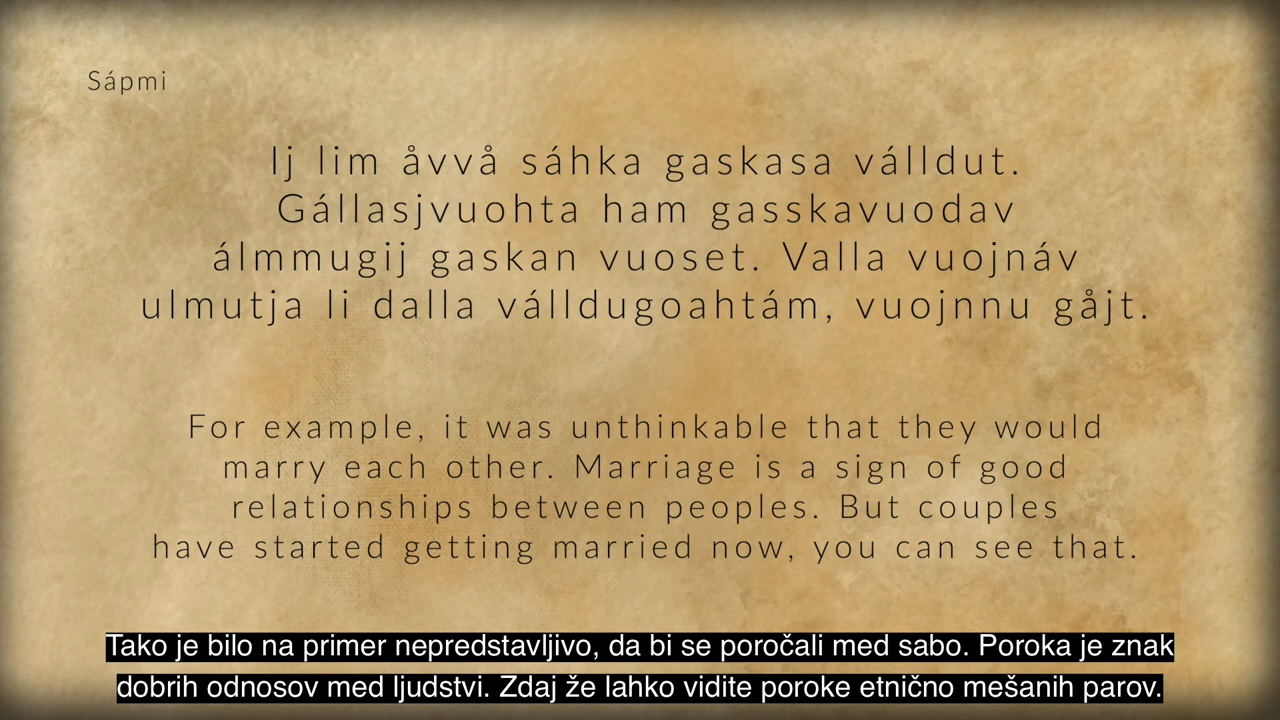 Sápmi
Ij lim åvvå sáhka gaskasa válldut.
Gállasjvuohta ham gasskavuodav
álmmugij gaskan vuoset. Valla vuojnáv
ulmutja li dalla válldugoahtám, vuojnnu gåjt.
For example, it was unthinkable that they would
marry each other. Marriage is a sign of good
relationships between peoples. But couples
have started getting married now, you can see that.
Tako je bilo na primer nepredstavljivo, da bi se poročali med sabo. Poroka je znak
dobrih odnosov med ljudstvi. Zdaj že lahko vidite poroke etnično mešanih parov.